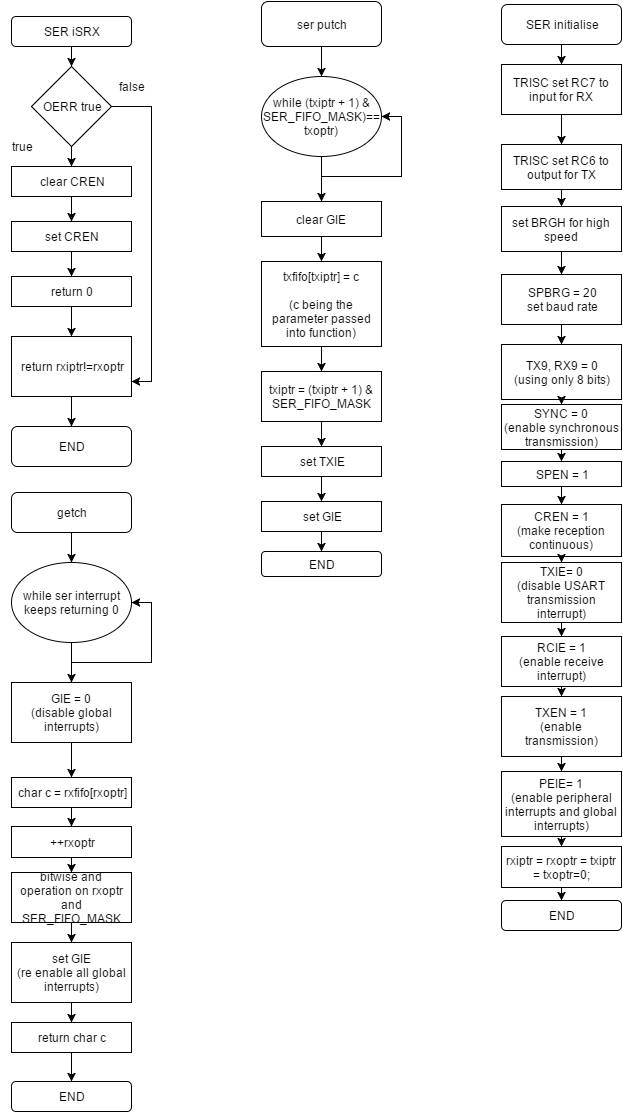 SER iSRX
OERR true
false
true
clear CREN
set CREN
return 0
return rxiptr!=rxoptr
END
getch
while ser interrupt
keeps returning 0
GIE = 0
(disable global
interrupts)
char c = rxfifo[rxoptr]
++rxoptr
bitwise and
operation on rxoptr
and
SER_FIFO_MASK
set GIE
(re enable all global
interrupts)
return char c
END
ser putch
while (txiptr + 1) &
SER_FIFO_MASK)==
txoptr)
clear GIE
txfifo[txiptr] = c
(c being the
parameter passed
into function)
txiptr = (txiptr + 1) &
SER_FIFO_MASK
set TXIE
set GIE
END
SER initialise
TRISC set RC7 to
input for RX
TRISC set RC6 to
output for TX
set BRGH for high
speed
SPBRG = 20
set baud rate
TX9, RX9 = 0
(using only 8 bits)
SYNC = 0
(enable synchronous
transmission)
SPEN = 1
CREN = 1
(make reception
continuous)
TXIE= 0
(disable USART
transmission
interrupt)
RCIE = 1
(enable receive
interrupt)
TXEN = 1
(enable
transmission)
PEIE= 1
(enable peripheral
interrupts and global
interrupts)
rxiptr = rxoptr = txiptr
= txoptr=0;
END